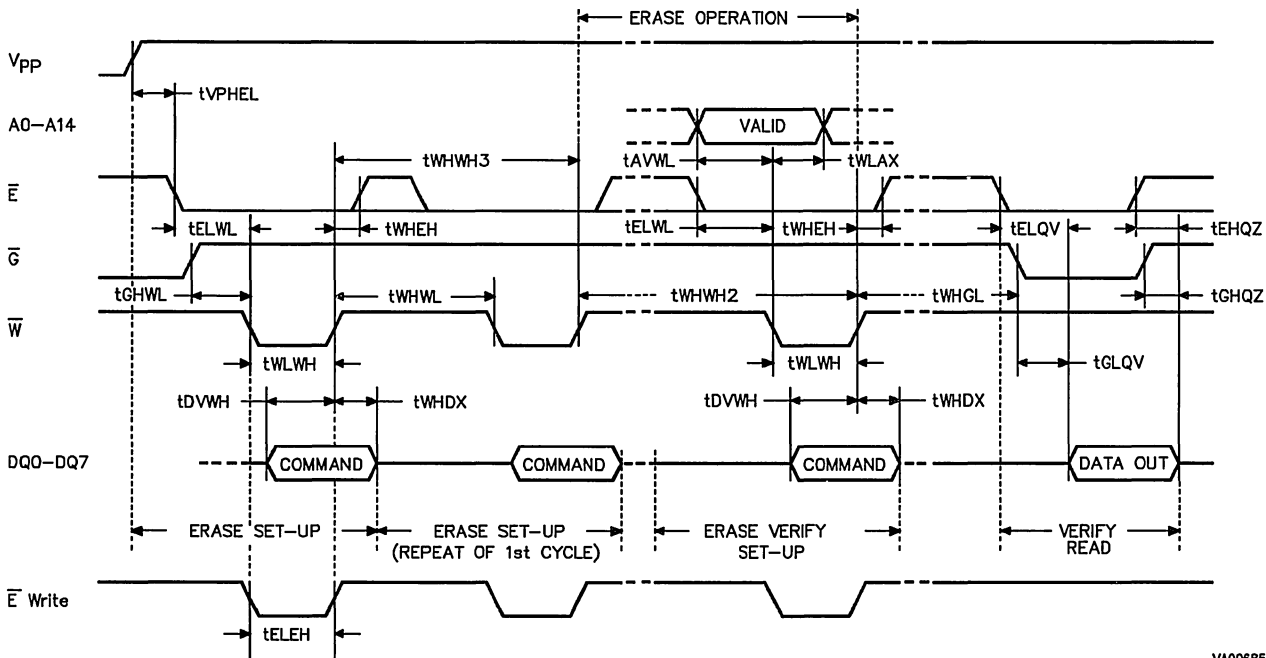 ERASE OPERATION
VPP
tVPHEL
A0-A14
VALID
tWHWH3
tAVWL
tWLAX
E
tELWL
tWHEH
tELWL
tWHEH
tELQV
tEHQZ
G
tGHWL
tWHWL
tWHWH2
tWHGL
tGHQZ
W
tWLWH
tWLWH
tGLQV
tDVWH
tWHDX
tDVWH
tWHDX
DQ0-DQ7
COMMAND
COMMAND
COMMAND
DATA OUT
ERASE SET-UP
ERASE SET-UP
(REPEAT OF 1st CYCLE)
ERASE VERIFY
SET-UP
VERIFY
READ
E Write
tELEH
VA00685